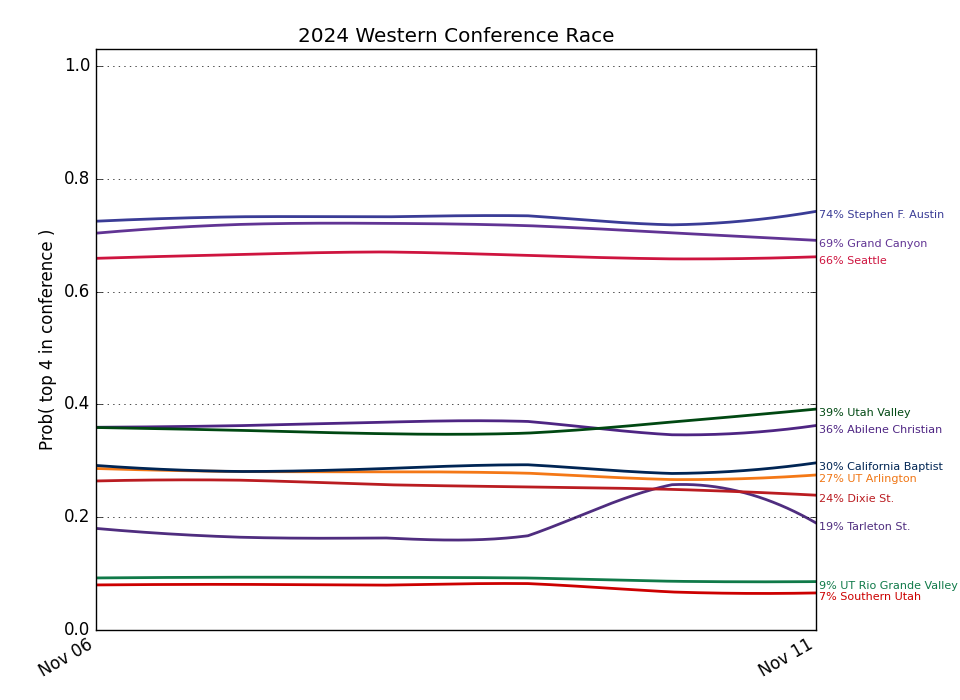 2024 Western Conference Race
Prob( top 4 in conference )
1.0
0.8
0.6
0.4
0.2
0.0
Nov 06
Nov 11
74% Stephen F. Austin
69% Grand Canyon
66% Seattle
39% Utah Valley
36% Abilene Christian
30% California Baptist
27% UT Arlington
24% Dixie St.
19% Tarleton St.
9% UT Rio Grande Valley
7% Southern Utah